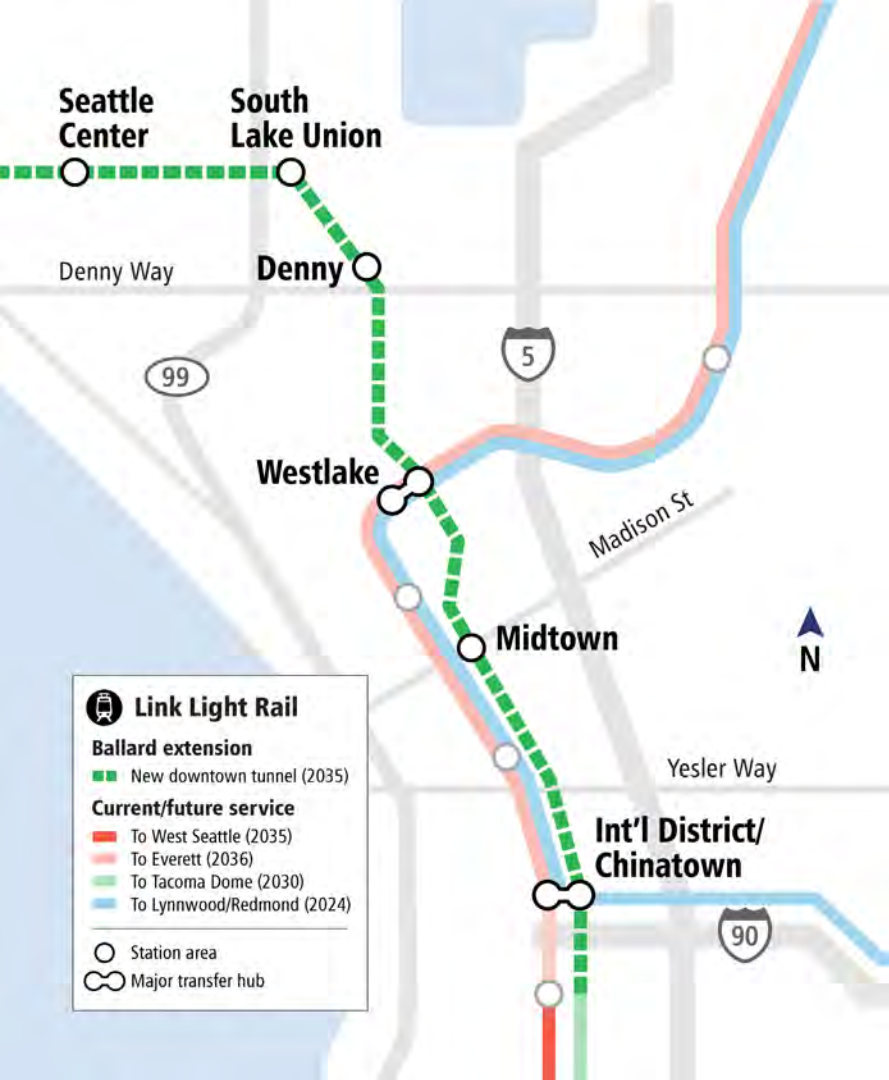 Seattle
Center
South
Lake Union
Denny Way
Denny
99
5
Westlake
Madison St
Midtown
N
Yesler Way
Int'l District/
Chinatown
90
Link Light Rail
Ballard extension
New downtown tunnel (2035)
Current/future service
To West Seattle (2035)
To Everett (2036)
To Tacoma Dome (2030)
To Lynnwood/Redmond (2024)
Station area
Major transfer hub